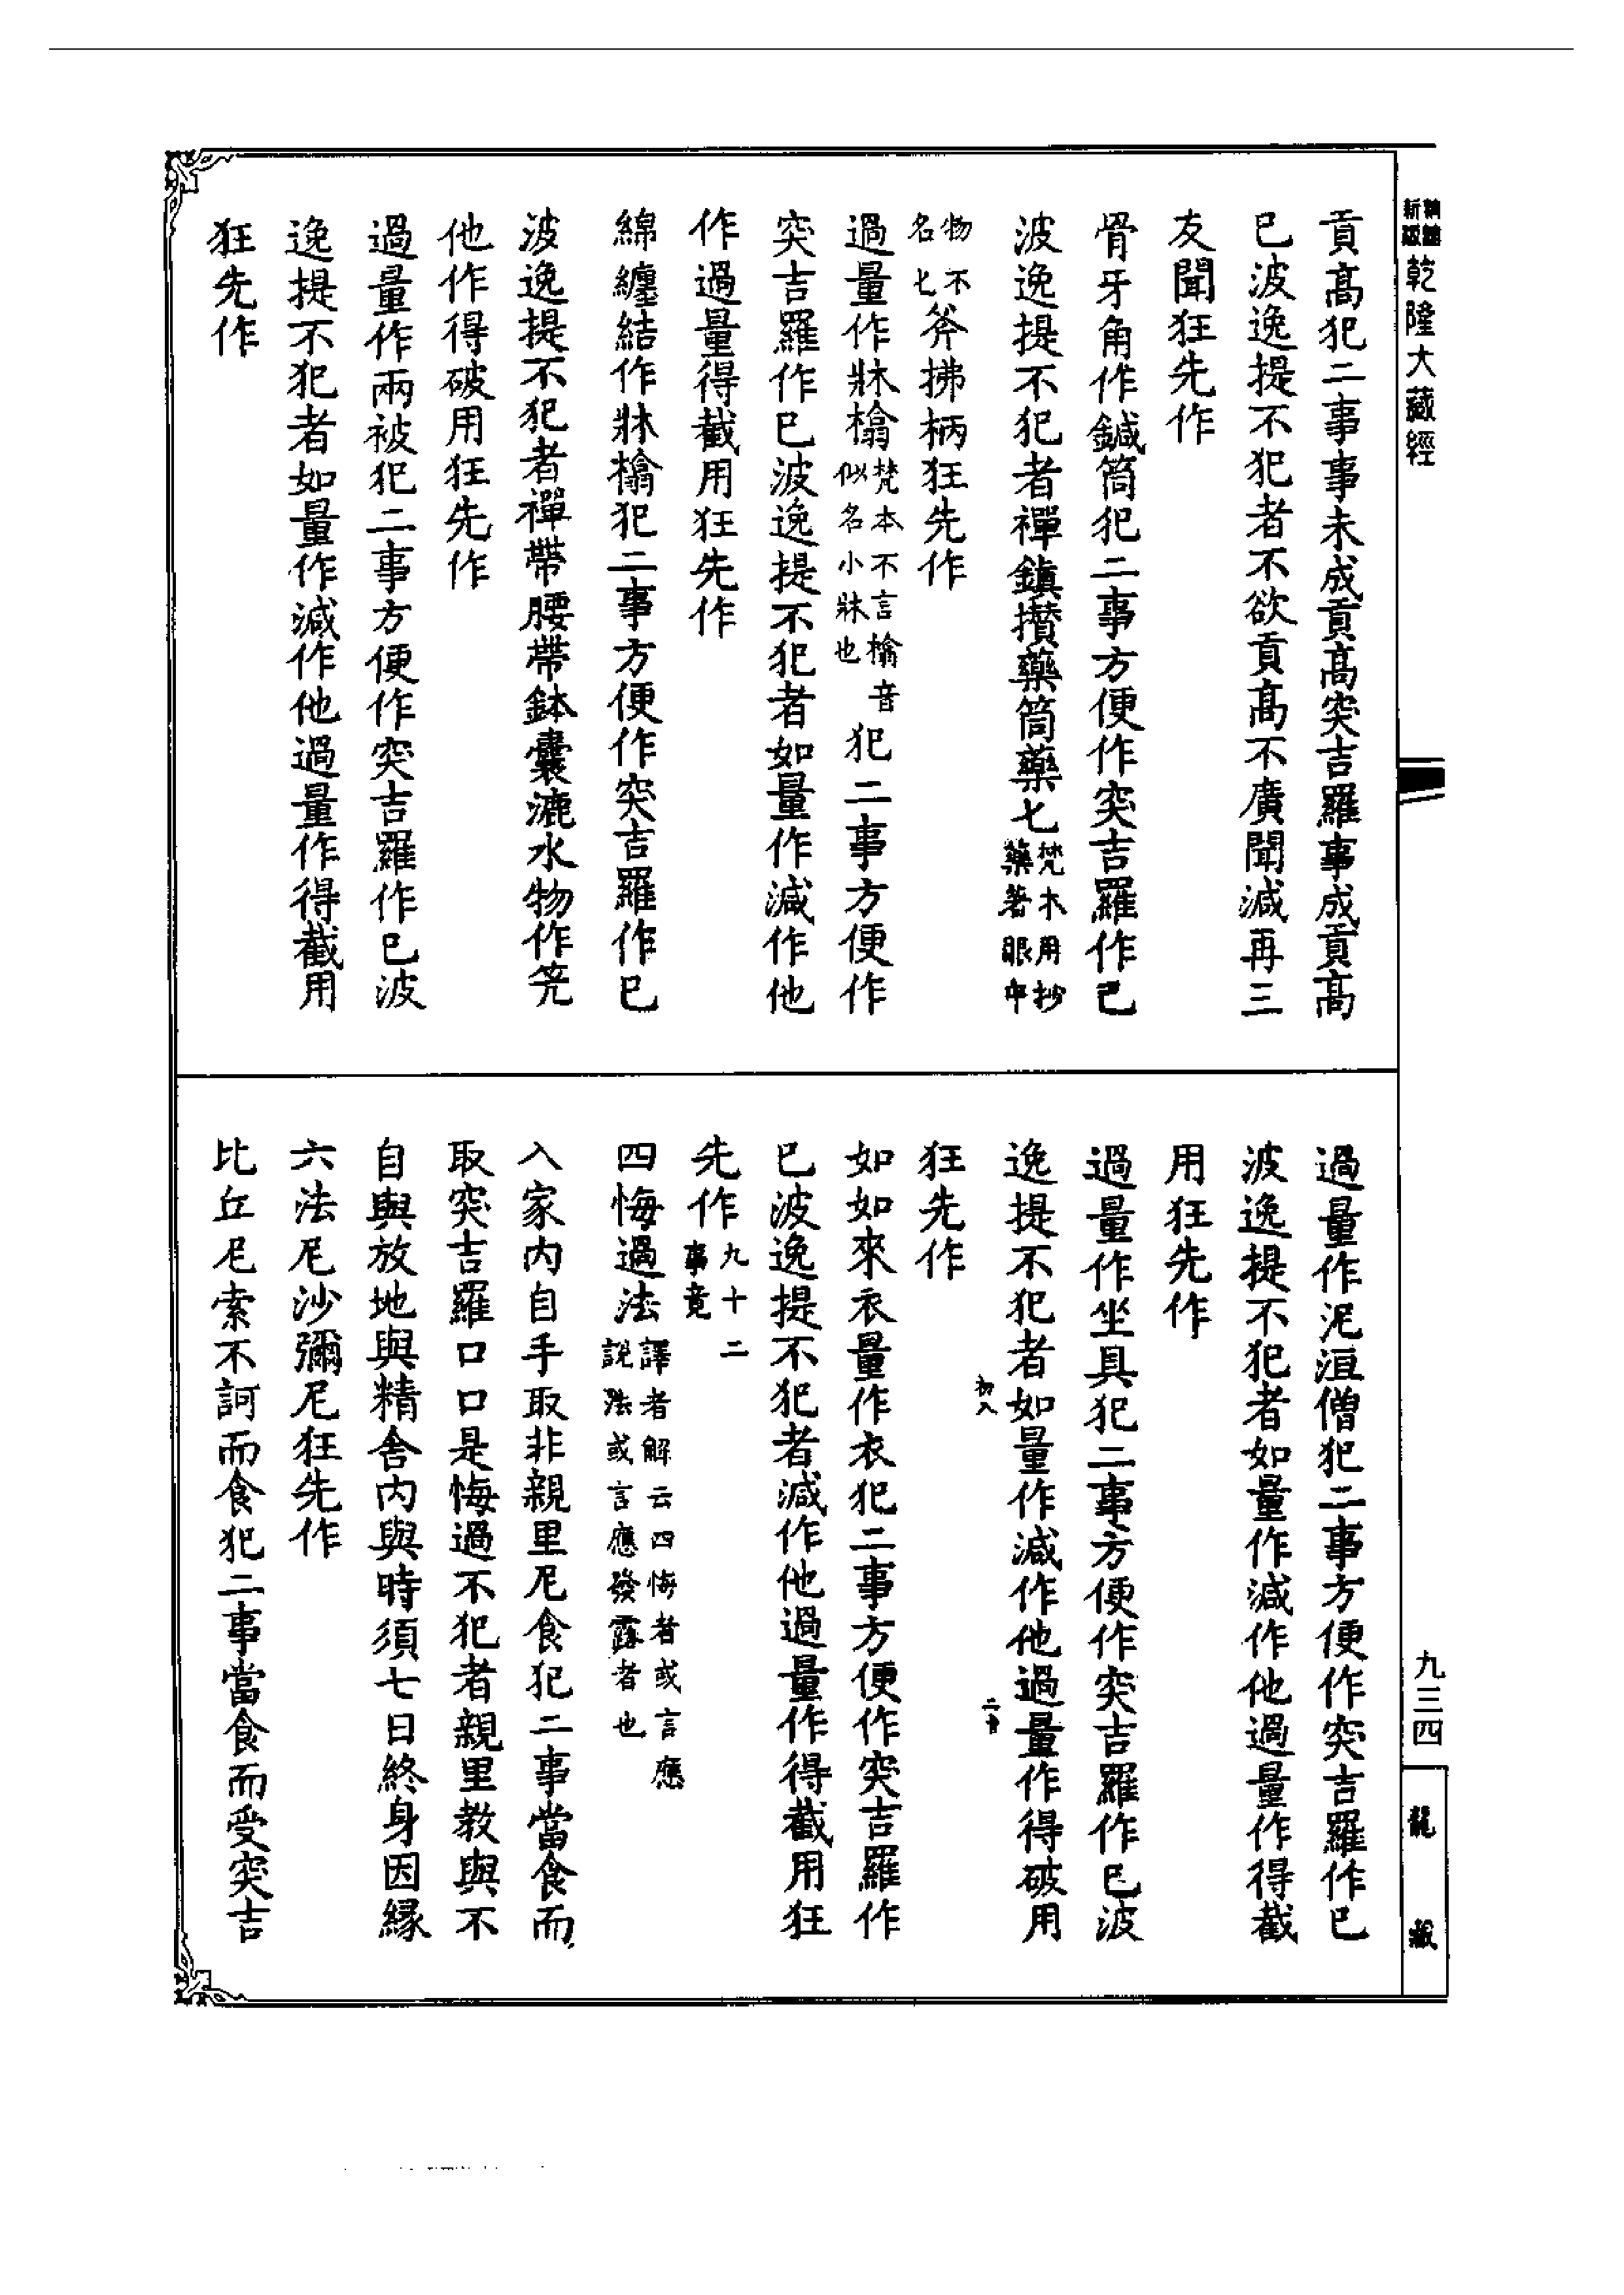 新編
縮版
乾隆大藏經
貢高犯二事事未成貢高突吉羅事成貢高
已波逸提不犯者不欲貢高不廣聞減再三
友聞狂先作
骨牙角作鍼筒犯二事方便作突吉羅作已
波逸提不犯者禪鎮攢藥筒藥匕梵本用抄藥著眼中
物不名匕斧拂柄狂先作
過量作牀橣梵本不言橣音似名小牀也犯二事方便作
突吉羅作已波逸提不犯者如量作減作他
作過量得截用狂先作
綿纏結作牀橣犯二事方便作突吉羅作已
波逸提不犯者禪帶腰帶鉢囊漉水物作
他作得破用狂先作
過量作兩被犯二事方便作突吉羅作已波
逸提不犯者如量作減作他過量作得截用
狂先作
過量作泥洹僧犯二事方便作突吉羅作已
波逸提不犯者如量作減作他過量作得截
用狂先作
過量作坐具犯二事方便作突吉羅作已波
逸提不犯者如量作減作他過量作得破用
狂先作
如如來衣量作衣犯二事方便作突吉羅作
已波逸提不犯者減作他過量作得截用狂
先作九十二事竟
四悔過法譯者解云四悔者或言應說法或言應發露者也
入家內自手取非親里尼食犯二事當食而
取突吉羅口口是悔過不犯者親里教與不
自與放地與精舍內與時須七日終身因緣
六法尼沙彌尼狂先作
比丘尼索不訶而食犯二事當食而受突吉
九三四
龍藏